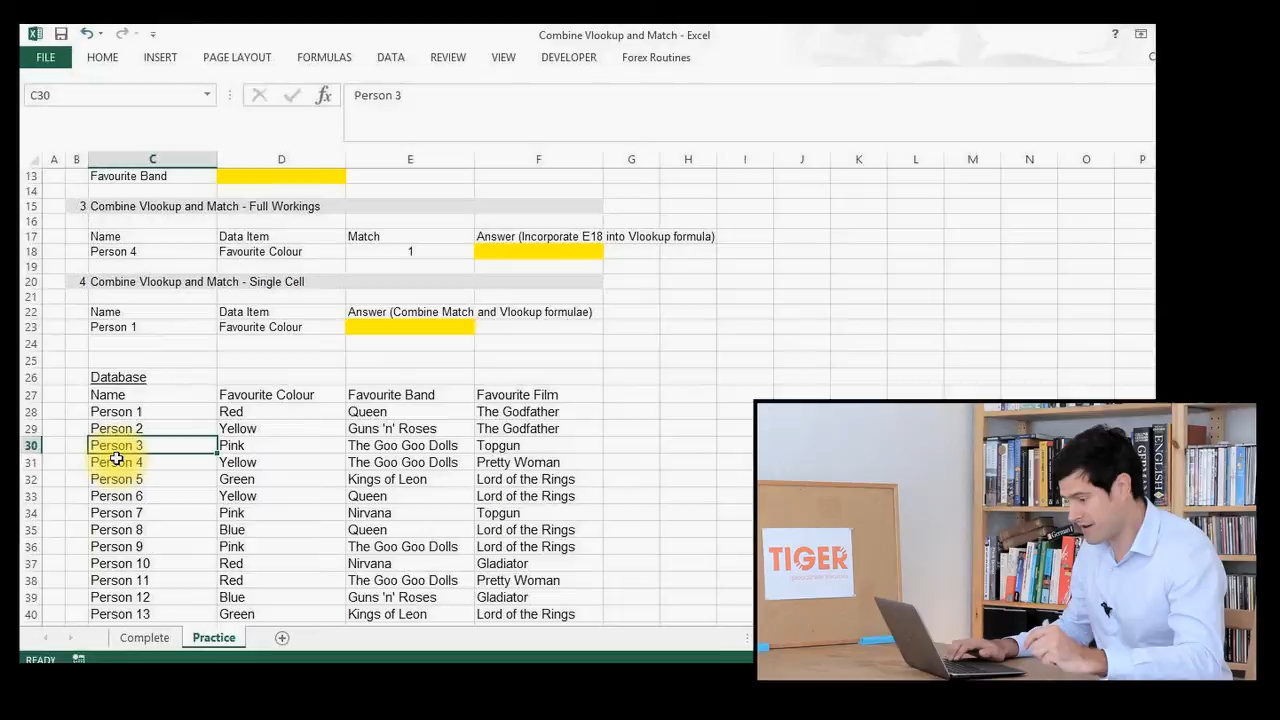 Combine Vlookup and Match - Excel
?
FILE HOME INSERT PAGE LAYOUT FORMULAS DATA REVIEW VIEW DEVELOPER Forex Routines C
C30 fx Person 3
A B C D E F G H I J K L M N O P
13 Favourite Band
14
15 3 Combine Vlookup and Match - Full Workings
16
17 Name Data Item Match Answer (Incorporate E18 into Vlookup formula)
18 Person 4 Favourite Colour 1
19
20 4 Combine Vlookup and Match - Single Cell
21
22 Name Data Item Answer (Combine Match and Vlookup formulae)
23 Person 1 Favourite Colour
24
25
26 Database
27 Name Favourite Colour Favourite Band Favourite Film
28 Person 1 Red Queen The Godfather
29 Person 2 Yellow Guns 'n' Roses The Godfather
30 Person 3 Pink The Goo Goo Dolls Topgun
31 Person 4 Yellow The Goo Goo Dolls Pretty Woman
32 Person 5 Green Kings of Leon Lord of the Rings
33 Person 6 Yellow Queen Lord of the Rings
34 Person 7 Pink Nirvana Topgun
35 Person 8 Blue Queen Lord of the Rings
36 Person 9 Pink The Goo Goo Dolls Lord of the Rings
37 Person 10 Red Nirvana Gladiator
38 Person 11 Red The Goo Goo Dolls Pretty Woman
39 Person 12 Blue Guns 'n' Roses Gladiator
40 Person 13 Green Kings of Leon Lord of the Rings
Complete Practice
READY
TIGER
GERMAN
ENGLISH